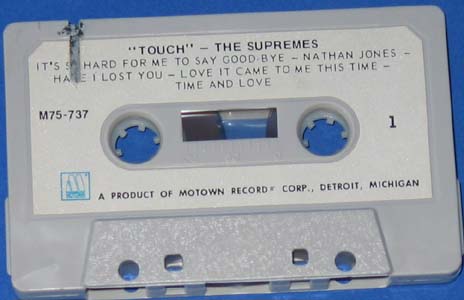 "TOUCH" – THE SUPREMES
IT'S SO HARD FOR ME TO SAY GOOD-BYE – NATHAN JONES –
HAVE I LOST YOU – LOVE IT CAME TO ME THIS TIME –
TIME AND LOVE
M75-737
1
A PRODUCT OF MOTOWN RECORD CORP., DETROIT, MICHIGAN